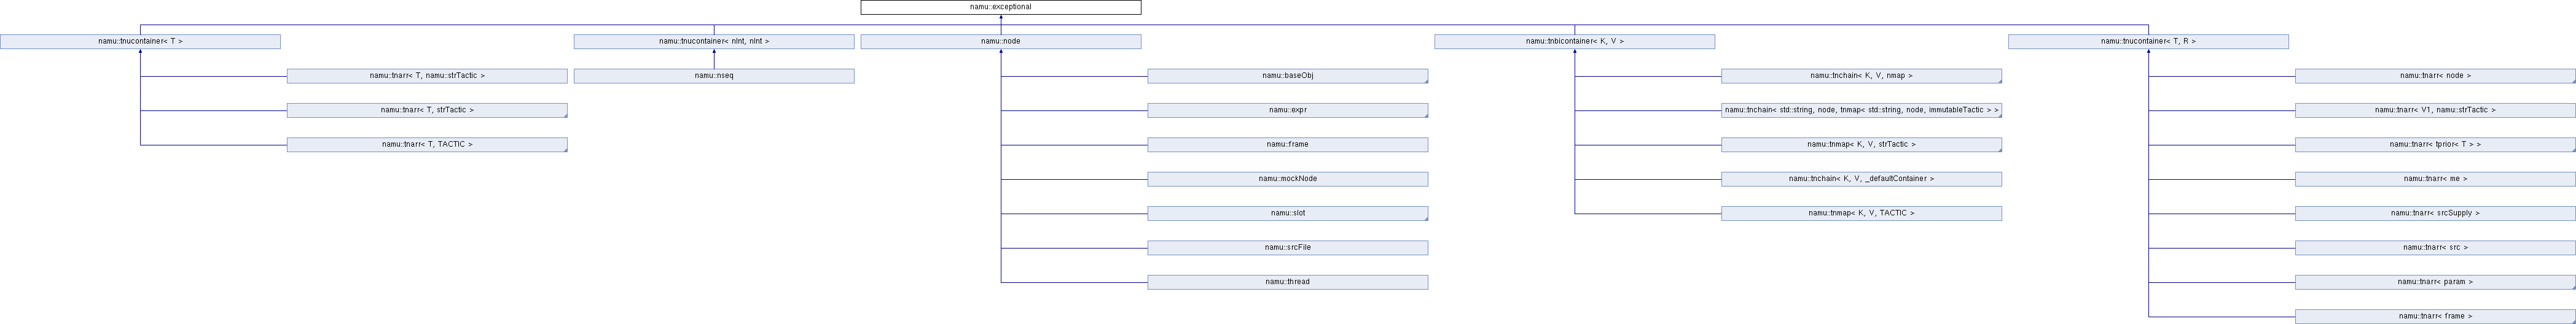 namu::exceptional
namu::tnucontainer< T >
namu::tnucontainer< nInt, nInt >
namu::node
namu::tnbicontainer< K, V >
namu::tnucontainer< T, R >
namu::tnarr< T, namu::strTactic >
namu::nseq
namu::baseObj
namu::tnchain< K, V, nmap >
namu::tnarr< node >
namu::tnarr< T, strTactic >
namu::expr
namu::tnchain< std::string, node, tnmap< std::string, node, immutableTactic > >
namu::tnarr< V1, namu::strTactic >
namu::tnarr< T, TACTIC >
namu::frame
namu::tnmap< K, V, strTactic >
namu::tnarr< tprior< T > >
namu::mockNode
namu::tnchain< K, V, _defaultContainer >
namu::tnarr< me >
namu::slot
namu::tnmap< K, V, TACTIC >
namu::tnarr< srcSupply >
namu::srcFile
namu::tnarr< src >
namu::thread
namu::tnarr< param >
namu::tnarr< frame >